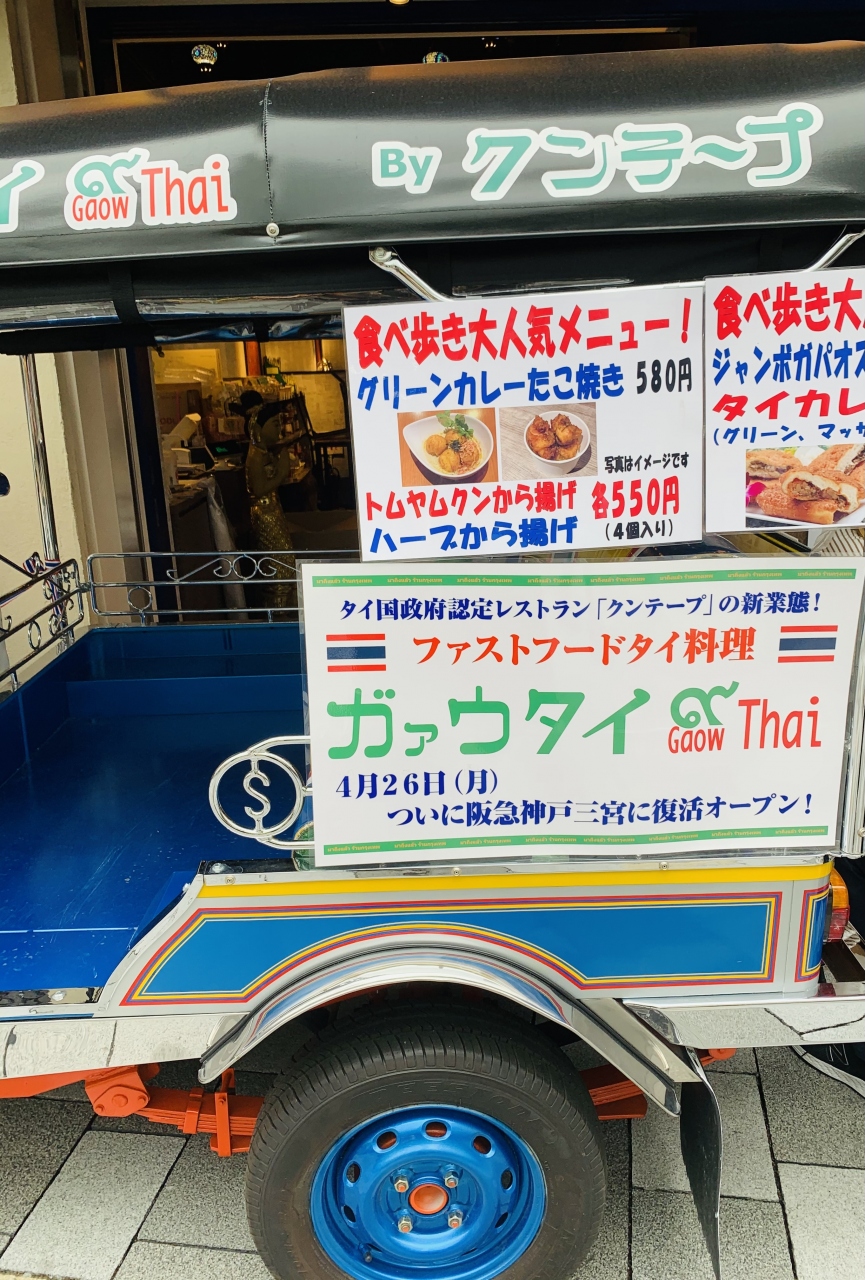 イ ๙ Gaow Thai By クンテ〜プ
食べ歩き大人気メニュー！
グリーンカレーたこ焼き 580円
写真はイメージです
トムヤムクンから揚げ 各550円
ハーブから揚げ （4個入り）
食べ歩き大人
ジャンボガパオス
タイカレ
（グリーン、マッサ
タイ国政府認定レストラン「クンテープ」の新業態！
ファストフードタイ料理
ガァウタイ ๙ Gaow Thai
4月26日（月）
ついに阪急神戸三宮に復活オープン！
S